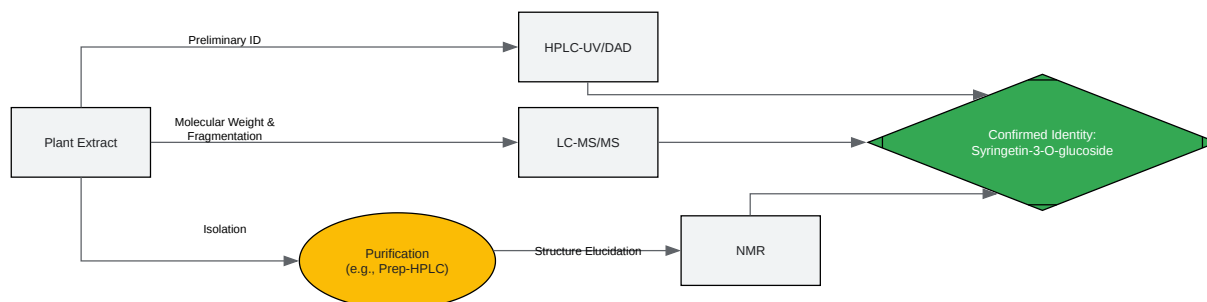 Preliminary ID
HPLC-UV/DAD
Plant Extract
Molecular Weight &
Fragmentation
LC-MS/MS
Confirmed Identity:
Syringetin-3-O-glucoside
Isolation
Purification
(e.g., Prep-HPLC)
Structure Elucidation
NMR